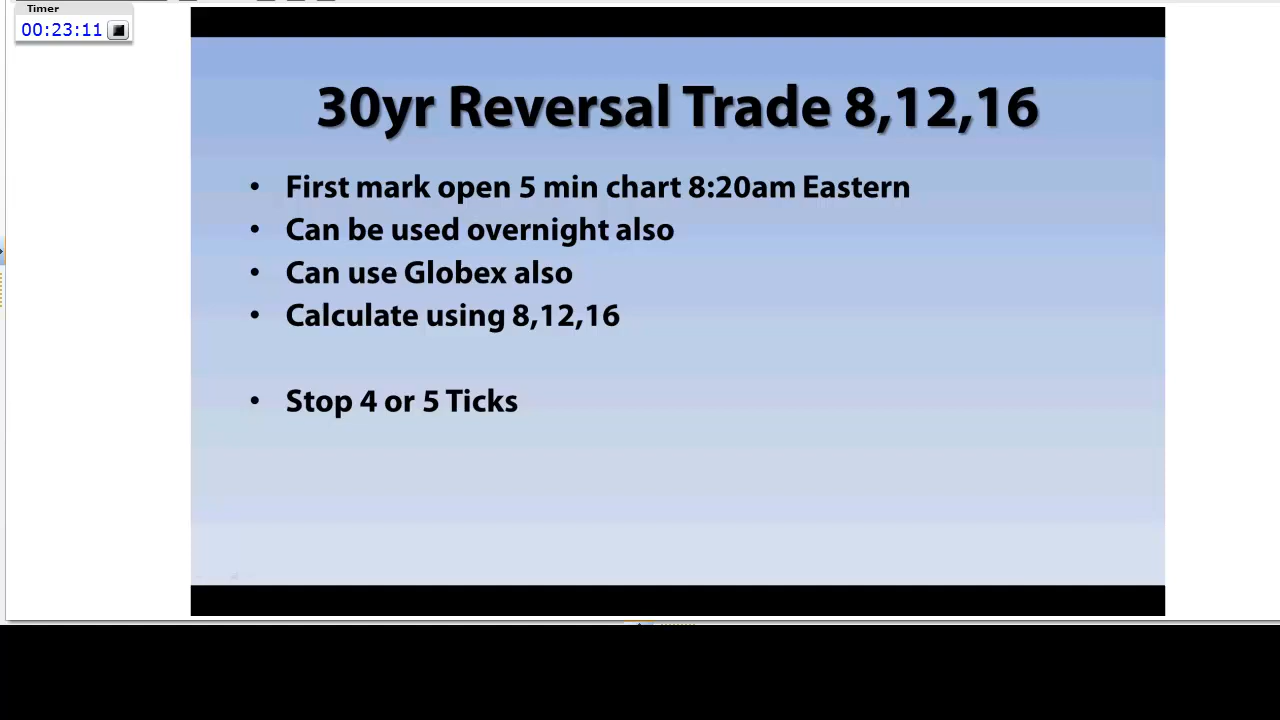 Timer
00:23:11
30yr Reversal Trade 8,12,16
• First mark open 5 min chart 8:20am Eastern
• Can be used overnight also
• Can use Globex also
• Calculate using 8,12,16
• Stop 4 or 5 Ticks